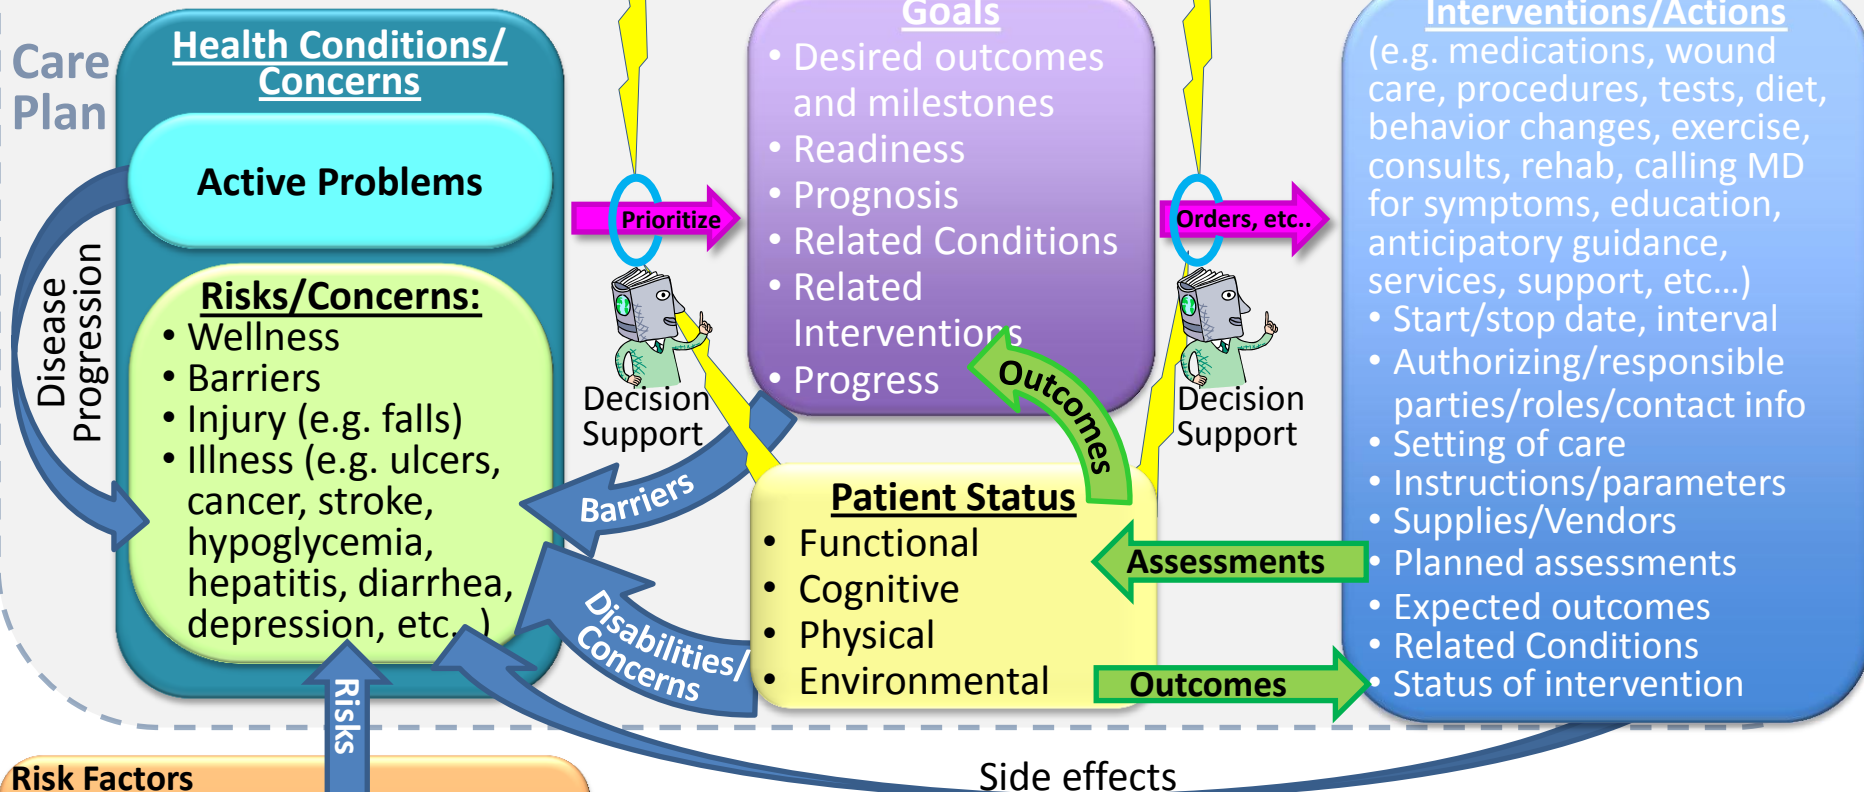 Care
Plan
Health Conditions/
Concerns
Active Problems
Disease
Progression
Risks/Concerns:
• Wellness
• Barriers
• Injury (e.g. falls)
• Illness (e.g. ulcers,
cancer, stroke,
hypoglycemia,
hepatitis, diarrhea,
depression, etc…)
Prioritize
Decision
Support
Goals
• Desired outcomes
and milestones
• Readiness
• Prognosis
• Related Conditions
• Related
Interventions
• Progress
Orders, etc..
Decision
Support
Interventions/Actions
(e.g. medications, wound
care, procedures, tests, diet,
behavior changes, exercise,
consults, rehab, calling MD
for symptoms, education,
anticipatory guidance,
services, support, etc…)
• Start/stop date, interval
• Authorizing/responsible
parties/roles/contact info
• Setting of care
• Instructions/parameters
• Supplies/Vendors
• Planned assessments
• Expected outcomes
• Related Conditions
• Status of intervention
Outcomes
Barriers
Patient Status
• Functional
• Cognitive
• Physical
• Environmental
Assessments
Outcomes
Disabilities/
Concerns
Risks
Side effects
Risk Factors